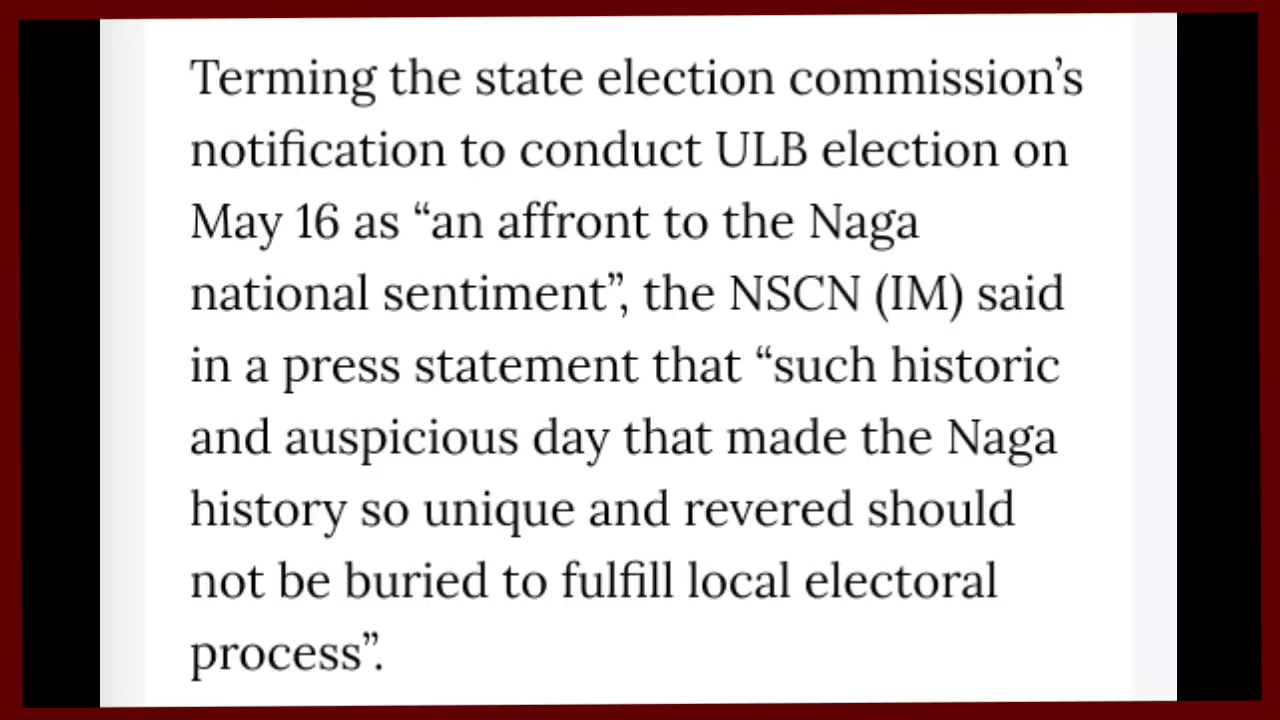 Terming the state election commission’s
notification to conduct ULB election on
May 16 as “an affront to the Naga
national sentiment”, the NSCN (IM) said
in a press statement that “such historic
and auspicious day that made the Naga
history so unique and revered should
not be buried to fulfill local electoral
process”.